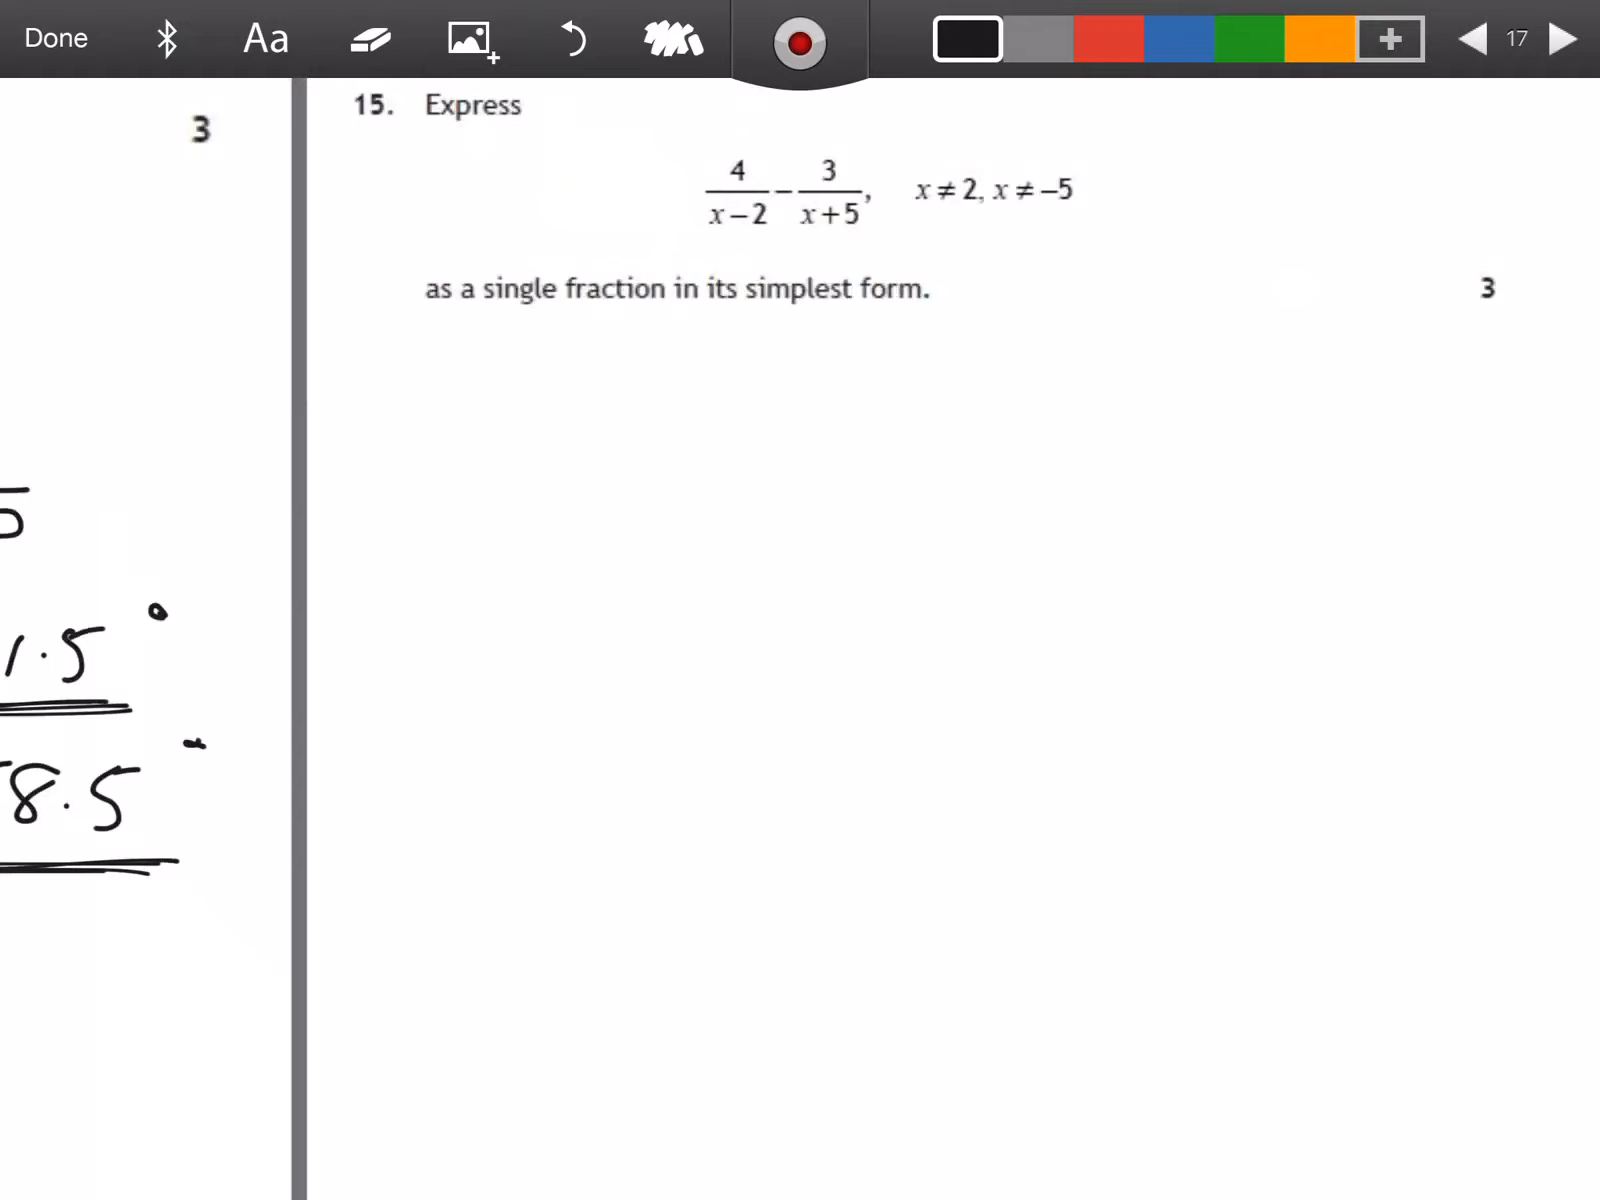 Done Aa 17
3
15. Express
4/(x−2) − 3/(x+5), x≠2, x≠−5
as a single fraction in its simplest form. 3
5
1.5°
8.5°